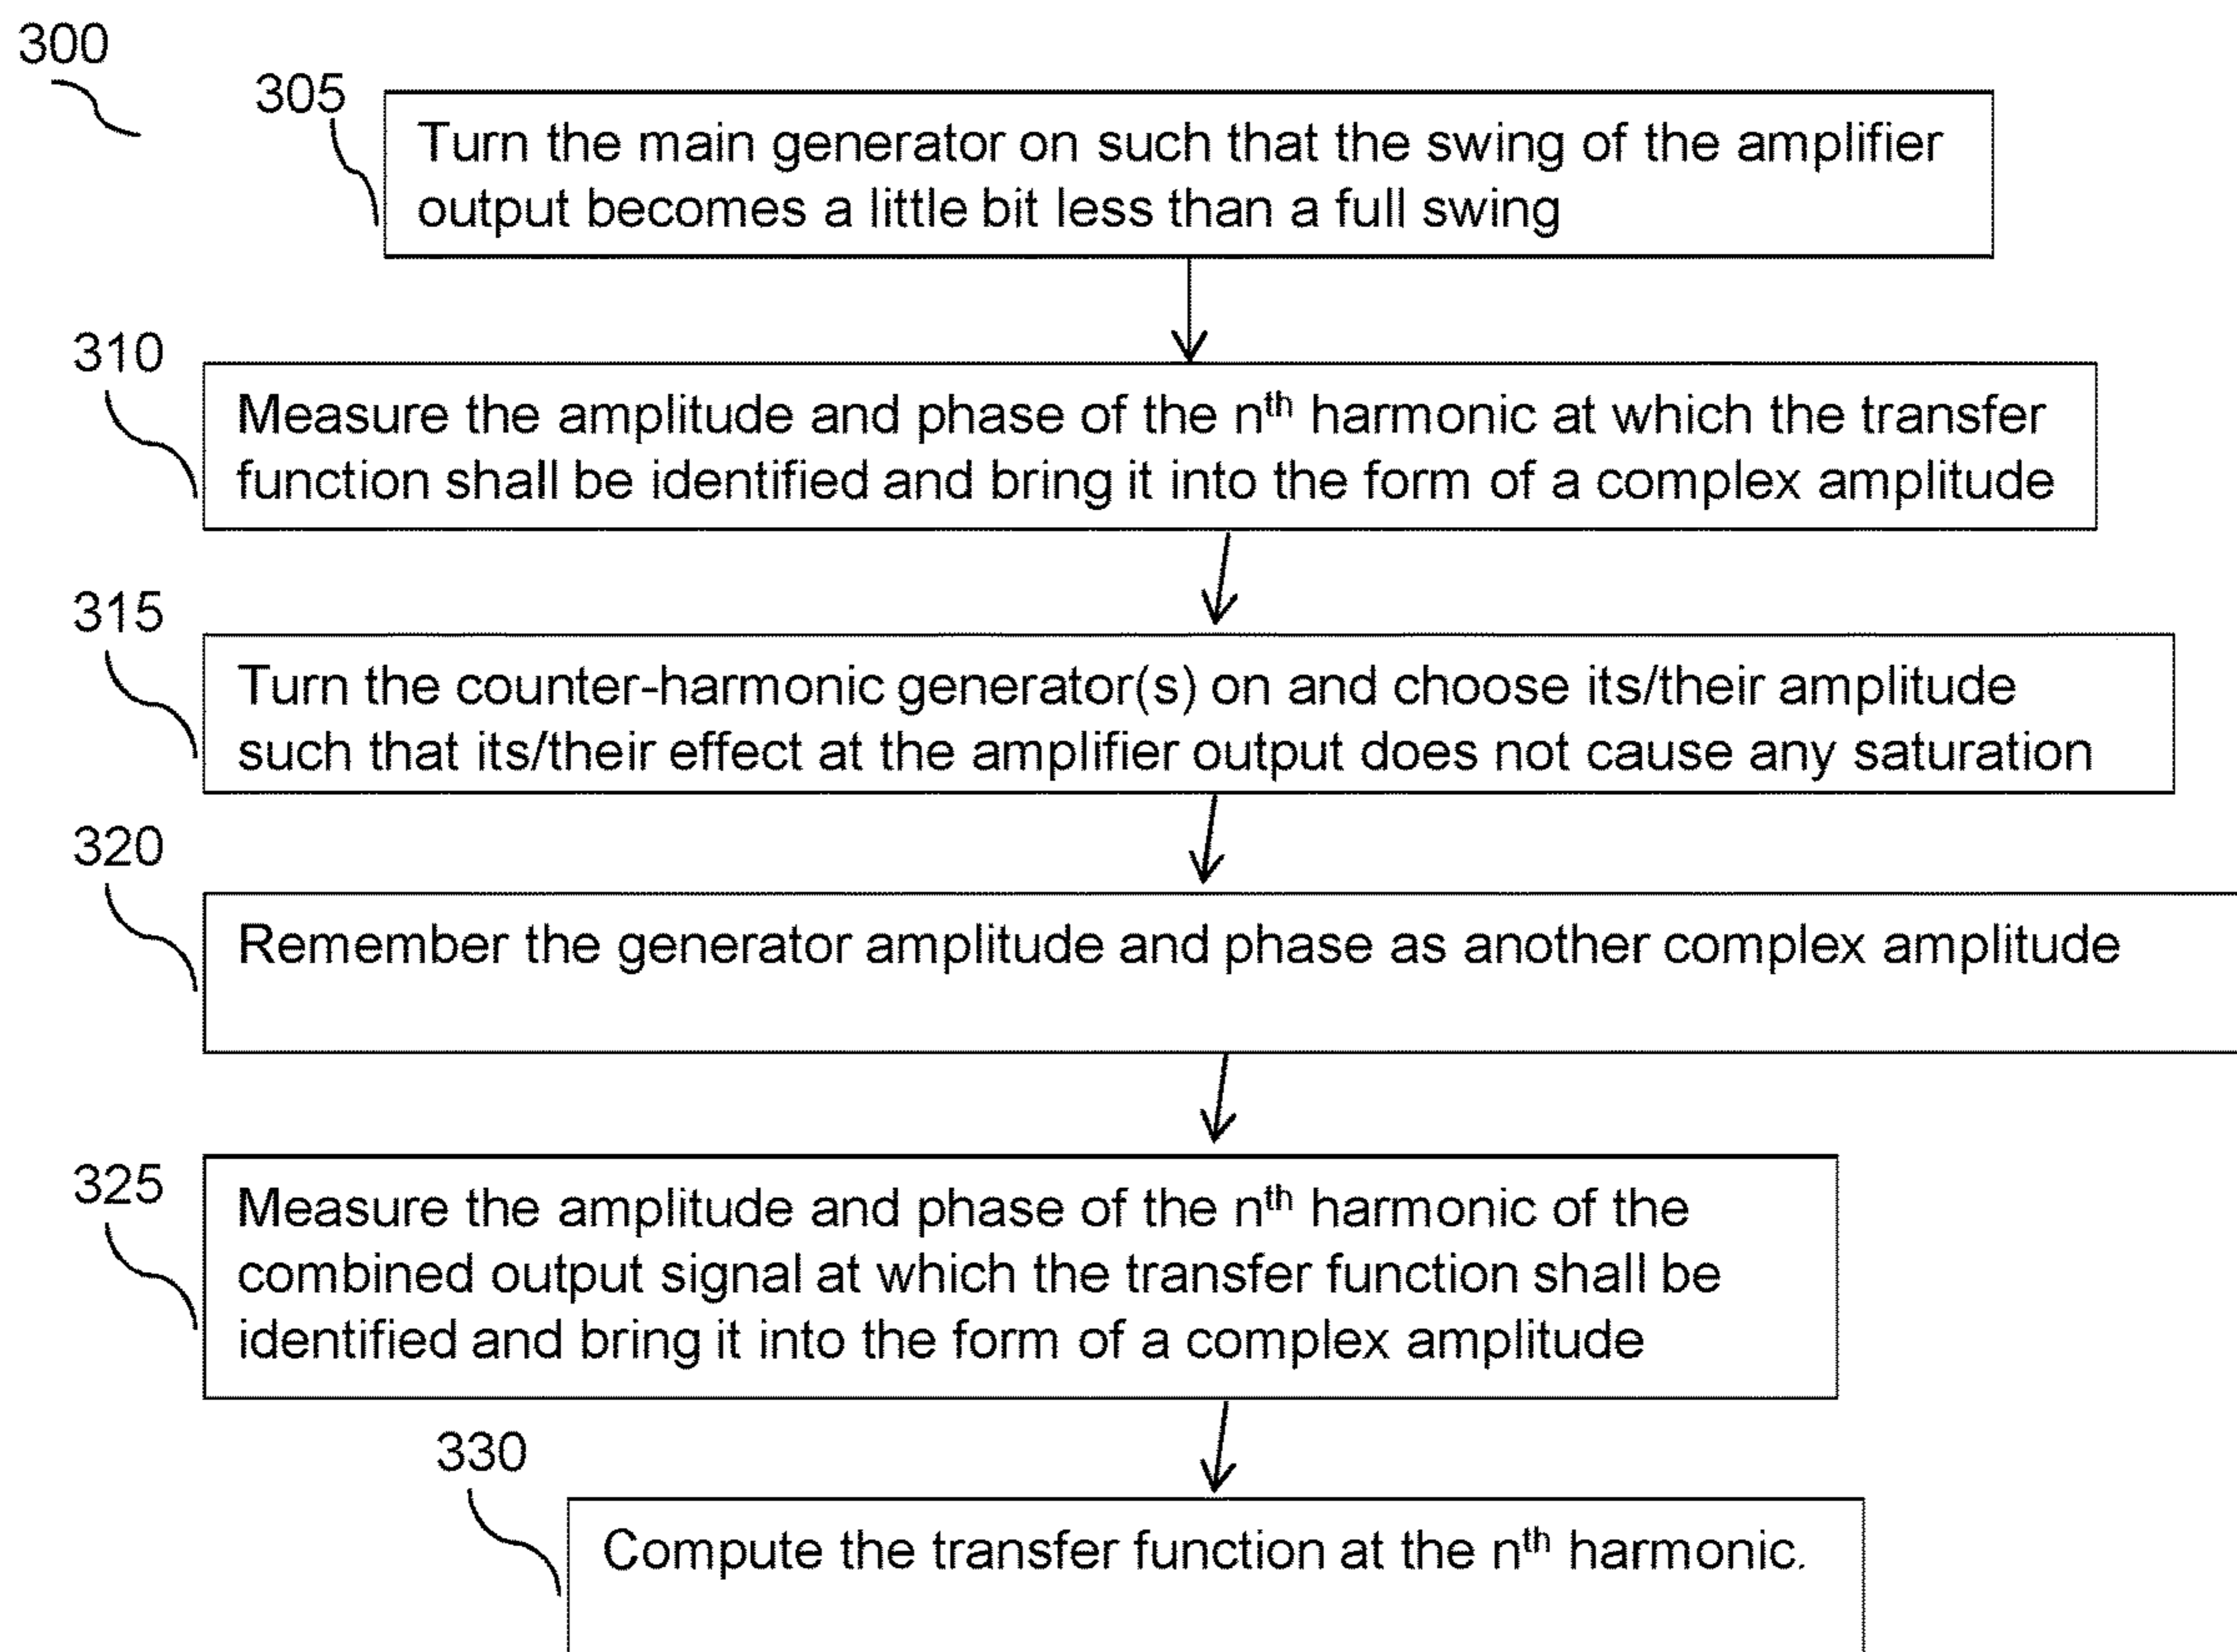 300
305
Turn the main generator on such that the swing of the amplifier
output becomes a little bit less than a full swing
310
Measure the amplitude and phase of the nth harmonic at which the transfer
function shall be identified and bring it into the form of a complex amplitude
315
Turn the counter-harmonic generator(s) on and choose its/their amplitude
such that its/their effect at the amplifier output does not cause any saturation
320
Remember the generator amplitude and phase as another complex amplitude
325
Measure the amplitude and phase of the nth harmonic of the
combined output signal at which the transfer function shall be
identified and bring it into the form of a complex amplitude
330
Compute the transfer function at the nth harmonic.